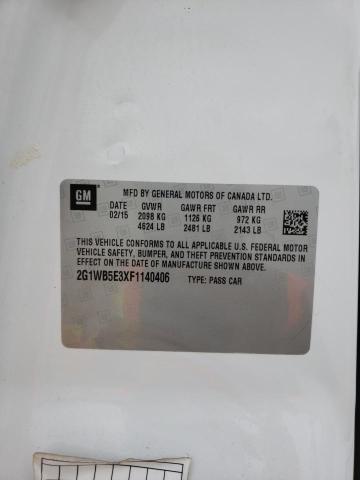 GM
MFD BY GENERAL MOTORS OF CANADA LTD.
DATE GVWR GAWR FRT GAWR RR
02/15 2098 KG 1126 KG 972 KG
4624 LB 2481 LB 2143 LB
THIS VEHICLE CONFORMS TO ALL APPLICABLE U.S. FEDERAL MOTOR
VEHICLE SAFETY, BUMPER, AND THEFT PREVENTION STANDARDS IN
EFFECT ON THE DATE OF MANUFACTURE SHOWN ABOVE.
2G1WB5E3XF1140406 TYPE: PASS CAR